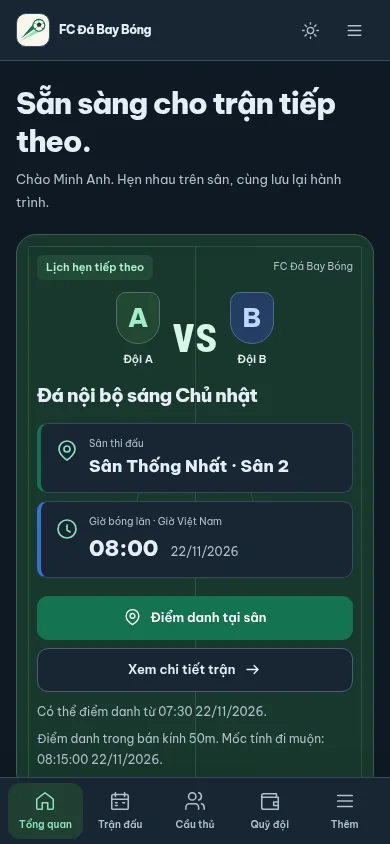 FC Đá Bay Bóng
Sẵn sàng cho trận tiếp
theo.
Chào Minh Anh. Hẹn nhau trên sân, cùng lưu lại hành
trình.
Lịch hẹn tiếp theo
FC Đá Bay Bóng
A
VS
B
Đội A
Đội B
Đá nội bộ sáng Chủ nhật
Sân thi đấu
Sân Thống Nhất · Sân 2
Giờ bóng lăn · Giờ Việt Nam
08:00 22/11/2026
Điểm danh tại sân
Xem chi tiết trận →
Có thể điểm danh từ 07:30 22/11/2026.
Điểm danh trong bán kính 50m. Mốc tính đi muộn:
08:15:00 22/11/2026.
Tổng quan
Trận đấu
Cầu thủ
Quỹ đội
Thêm